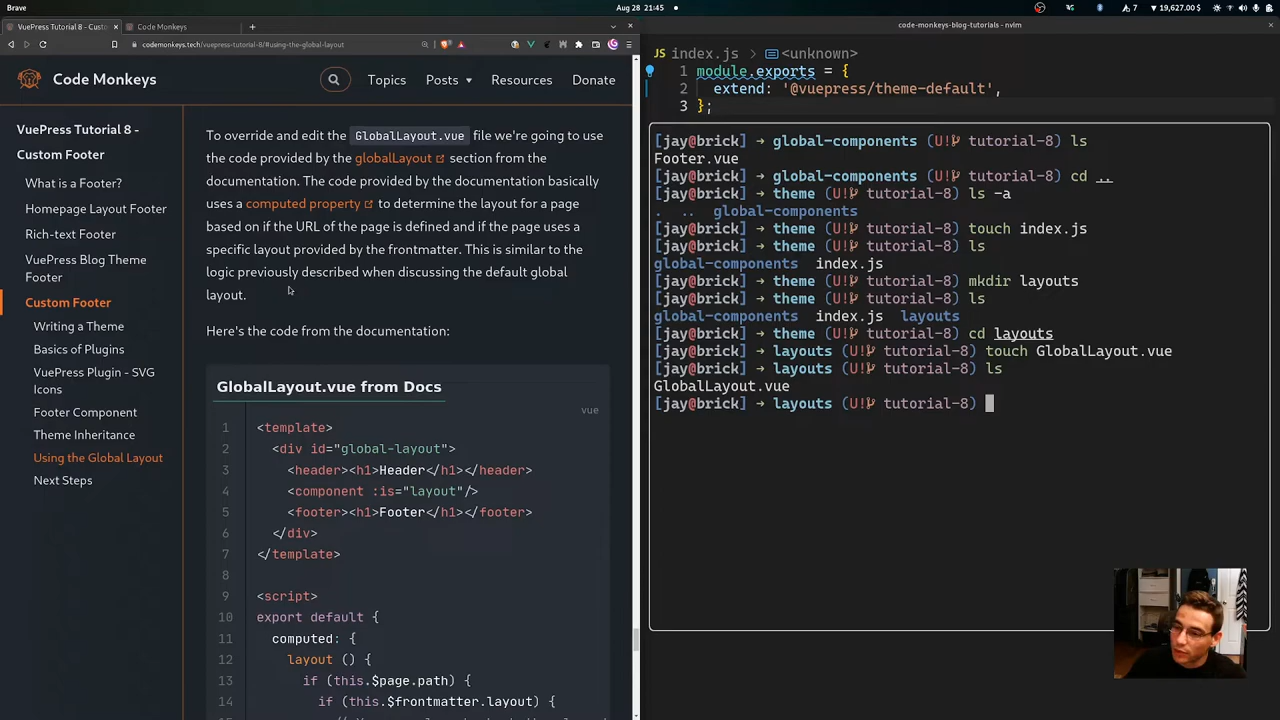 Brave
Aug 28 21:45
7
19,627.00
VuePress Tutorial 8 - Custo
Code Monkeys
codemonkeys.tech/vuepress-tutorial-8/#using-the-global-layout
Code Monkeys
Topics
Posts
Resources
Donate
VuePress Tutorial 8 -
Custom Footer
What is a Footer?
Homepage Layout Footer
Rich-text Footer
VuePress Blog Theme
Footer
Custom Footer
Writing a Theme
Basics of Plugins
VuePress Plugin - SVG
Icons
Footer Component
Theme Inheritance
Using the Global Layout
Next Steps
To override and edit the GlobalLayout.vue file we're going to use
the code provided by the globalLayout section from the
documentation. The code provided by the documentation basically
uses a computed property to determine the layout for a page
based on if the URL of the page is defined and if the page uses a
specific layout provided by the frontmatter. This is similar to the
logic previously described when discussing the default global
layout.
Here's the code from the documentation:
GlobalLayout.vue from Docs
vue
1 <template>
2 <div id="global-layout">
3 <header><h1>Header</h1></header>
4 <component :is="layout"/>
5 <footer><h1>Footer</h1></footer>
6 </div>
7 </template>
8
9 <script>
10 export default {
11 computed: {
12 layout () {
13 if (this.$page.path) {
14 if (this.$frontmatter.layout) {
code-monkeys-blog-tutorials - nvim
JS index.js > <unknown>
1 module.exports = {
2 extend: '@vuepress/theme-default',
3 };
[jay@brick] → global-components (U! tutorial-8) ls
Footer.vue
[jay@brick] → global-components (U! tutorial-8) cd ..
[jay@brick] → theme (U! tutorial-8) ls -a
. .. global-components
[jay@brick] → theme (U! tutorial-8) touch index.js
[jay@brick] → theme (U! tutorial-8) ls
global-components index.js
[jay@brick] → theme (U! tutorial-8) mkdir layouts
[jay@brick] → theme (U! tutorial-8) ls
global-components index.js layouts
[jay@brick] → theme (U! tutorial-8) cd layouts
[jay@brick] → layouts (U! tutorial-8) touch GlobalLayout.vue
[jay@brick] → layouts (U! tutorial-8) ls
GlobalLayout.vue
[jay@brick] → layouts (U! tutorial-8)